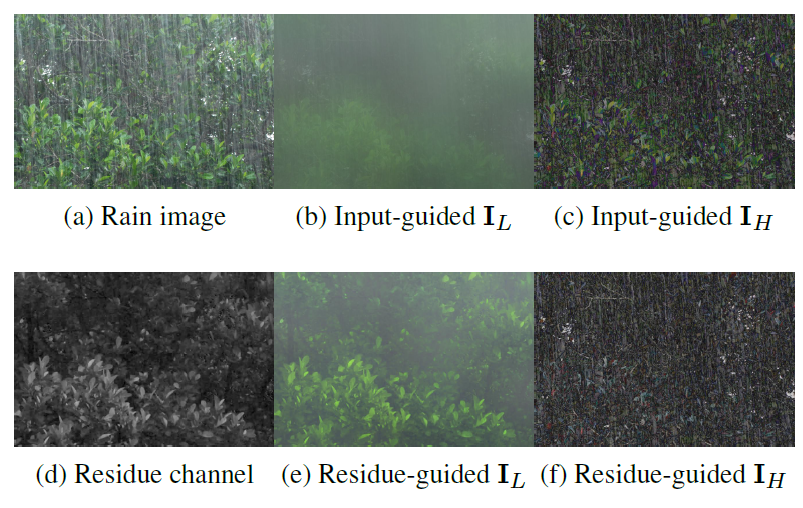 (a) Rain image (b) Input-guided I_L (c) Input-guided I_H
(d) Residue channel (e) Residue-guided I_L (f) Residue-guided I_H